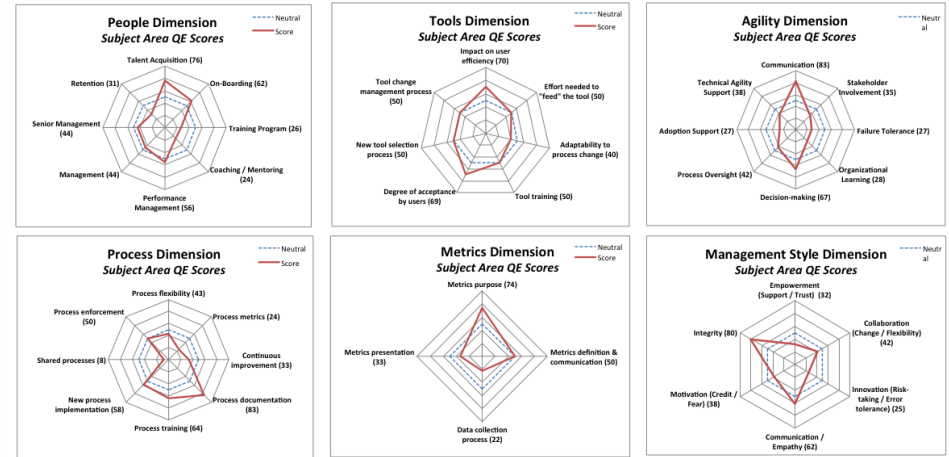 People Dimension
Subject Area QE Scores
Neutral
Score
Talent Acquisition (76)
On-Boarding (62)
Training Program (26)
Coaching / Mentoring
(24)
Performance
Management (56)
Management (44)
Senior Management
(44)
Retention (31)
Tools Dimension
Subject Area QE Scores
Neutral
Score
Impact on user
efficiency (70)
Effort needed to
"feed" the tool (50)
Adaptability to
process change (40)
Tool training (50)
Degree of acceptance
by users (69)
New tool selection
process (50)
Tool change
management process
(50)
Agility Dimension
Subject Area QE Scores
Neutr
al
Communication (83)
Stakeholder
Involvement (35)
Failure Tolerance (27)
Organizational
Learning (28)
Decision-making (67)
Process Oversight (42)
Adoption Support (27)
Technical Agility
Support (38)
Process Dimension
Subject Area QE Scores
Neutral
Score
Process flexibility (43)
Process metrics (24)
Continuous
improvement (33)
Process documentation
(83)
Process training (64)
New process
implementation (58)
Shared processes (8)
Process enforcement
(50)
Metrics Dimension
Subject Area QE Scores
Neutral
Score
Metrics purpose (74)
Metrics definition &
communication (50)
Data collection
process (22)
Metrics presentation
(33)
Management Style Dimension
Subject Area QE Scores
Neutr
al
Empowerment
(Support / Trust) (32)
Collaboration
(Change / Flexibility)
(42)
Innovation (Risk-
taking / Error
tolerance) (25)
Communication /
Empathy (62)
Motivation (Credit /
Fear) (38)
Integrity (80)